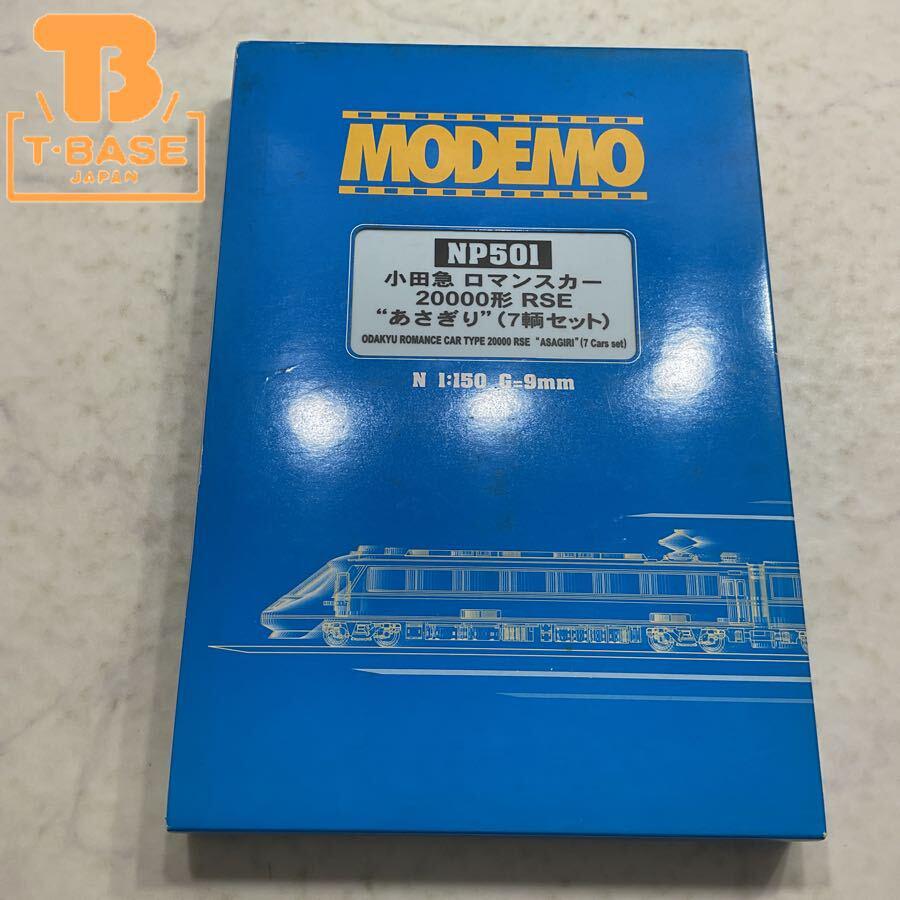 B
T·BASE
JAPAN
MODEMO
NP501
小田急 ロマンスカー
20000形 RSE
“あさぎり”(7輌セット)
ODAKYU ROMANCE CAR TYPE 20000 RSE “ASAGIRI”(7 Cars set)
N 1:150 G=9mm